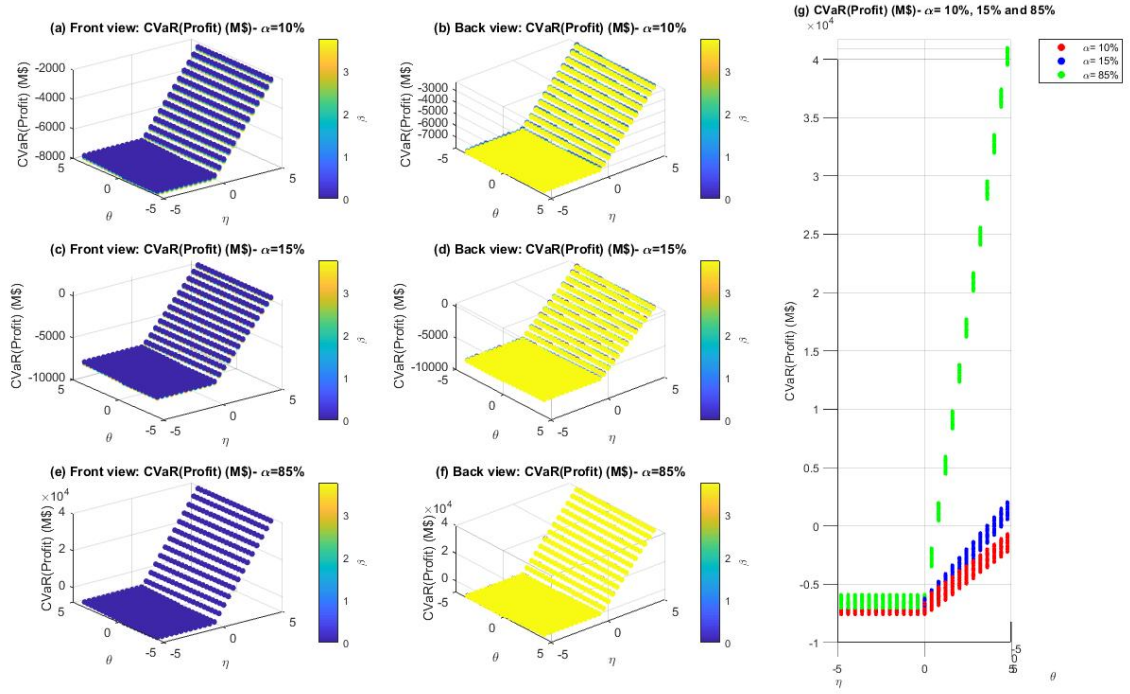 (a) Front view: CVaR(Profit) (M$)- α=10%
CVaR(Profit) (M$)
-2000
-4000
-6000
-8000
5
0
-5
-5
0
5
θ
η
3
2
1
0
β
(b) Back view: CVaR(Profit) (M$)- α=10%
CVaR(Profit) (M$)
-3000
-4000
-5000
-6000
-7000
-5
0
5
-5
0
5
θ
η
3
2
1
0
β
(c) Front view: CVaR(Profit) (M$)- α=15%
CVaR(Profit) (M$)
0
-5000
-10000
5
0
-5
-5
0
5
θ
η
3
2
1
0
β
(d) Back view: CVaR(Profit) (M$)- α=15%
CVaR(Profit) (M$)
0
-5000
-10000
-5
0
5
-5
0
5
θ
η
3
2
1
0
β
(e) Front view: CVaR(Profit) (M$)- α=85%
×10⁴
CVaR(Profit) (M$)
4
2
0
5
0
-5
-5
0
5
θ
η
3
2
1
0
β
(f) Back view: CVaR(Profit) (M$)- α=85%
×10⁴
CVaR(Profit) (M$)
4
2
0
-5
0
5
-5
0
5
θ
η
3
2
1
0
β
(g) CVaR(Profit) (M$)- α= 10%, 15% and 85%
×10⁴
CVaR(Profit) (M$)
4
3.5
3
2.5
2
1.5
1
0.5
0
-0.5
-1
-5
0
η
θ
α= 10%
α= 15%
α= 85%